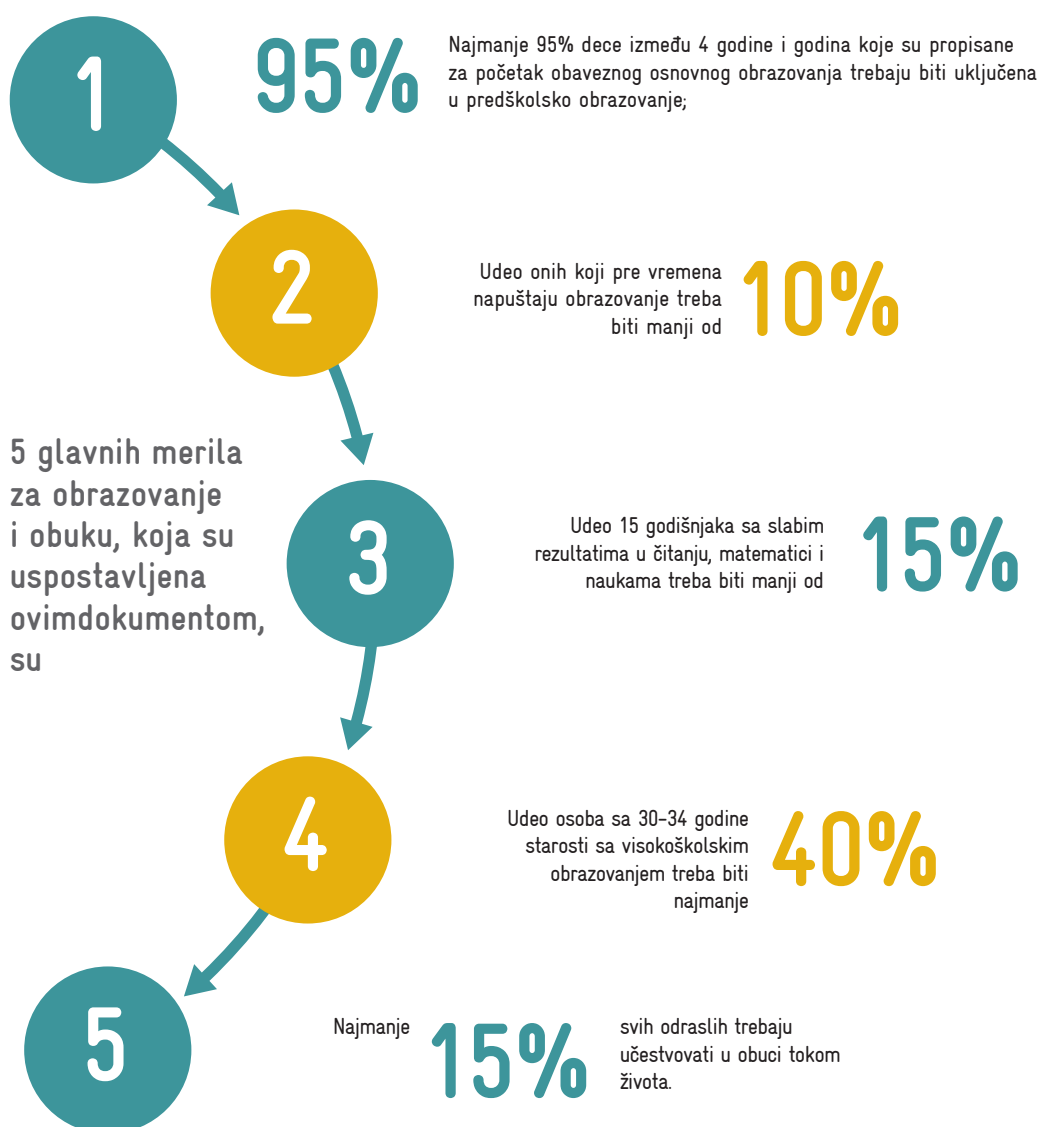 5 glavnih merila
za obrazovanje
i obuku, koja su
uspostavljena
ovimdokumentom,
su
1
95%
Najmanje 95% dece između 4 godine i godina koje su propisane
za početak obaveznog osnovnog obrazovanja trebaju biti uključena
u predškolsko obrazovanje;
2
Udeo onih koji pre vremena
napuštaju obrazovanje treba
biti manji od
10%
3
Udeo 15 godišnjaka sa slabim
rezultatima u čitanju, matematici i
naukama treba biti manji od
15%
4
Udeo osoba sa 30-34 godine
starosti sa visokoškolskim
obrazovanjem treba biti
najmanje
40%
5
Najmanje
15%
svih odraslih trebaju
učestvovati u obuci tokom
života.